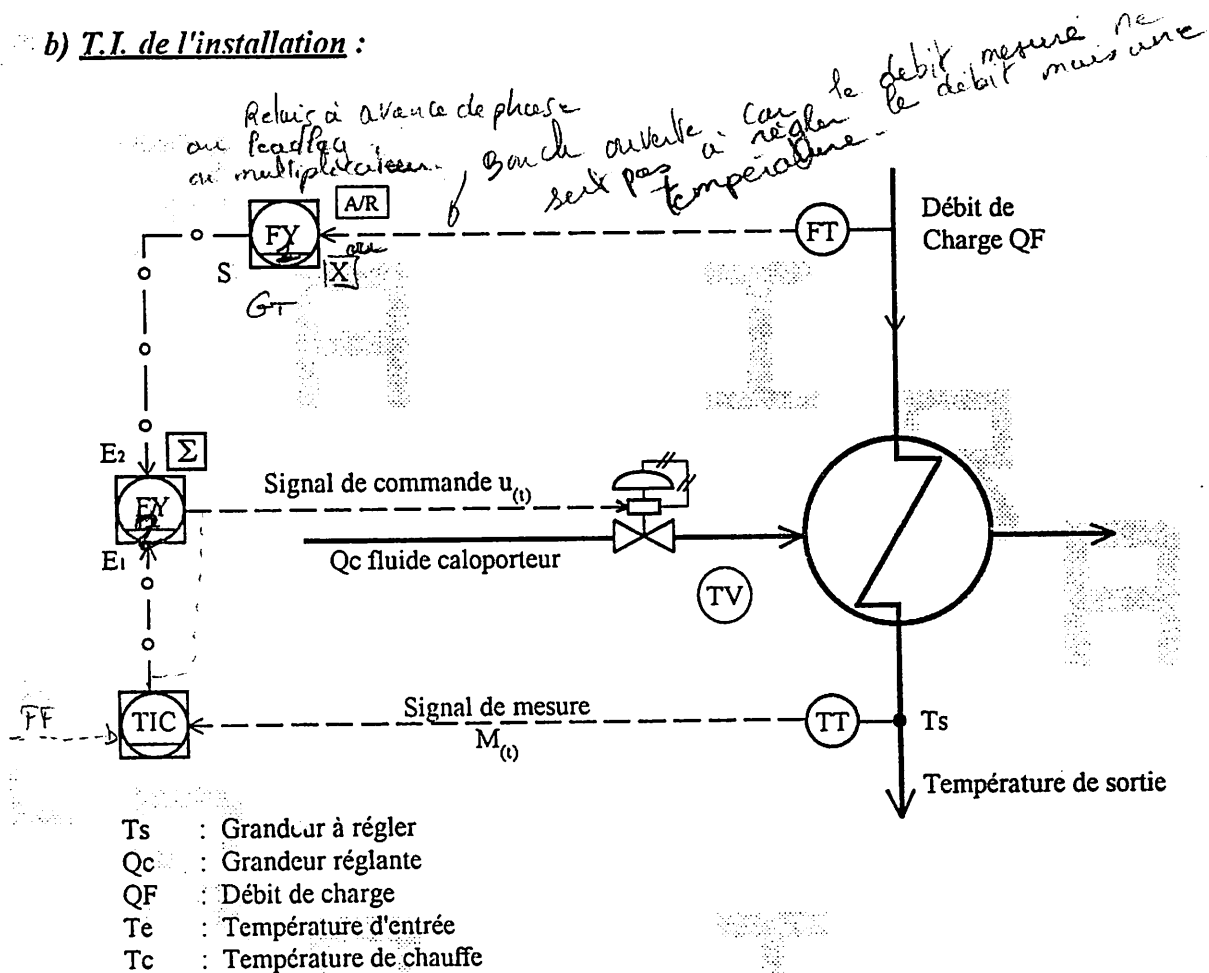 b) T.I. de l'installation :
Relais à avance de phase
ou leadlag
ou multiplicateur.
Boucle ouverte car le débit mesuré ne
sert pas à régler le débit mais une
température.
A/R
FY
1
ou
X
S
GT
FT
Débit de
Charge QF
E2
Σ
FY
2
E1
Signal de commande u(t)
Qc fluide caloporteur
TV
FF
TIC
Signal de mesure
M(t)
TT
Ts
Température de sortie
Ts : Grandeur à régler
Qc : Grandeur réglante
QF : Débit de charge
Te : Température d'entrée
Tc : Température de chauffe
A
I
R
A
T